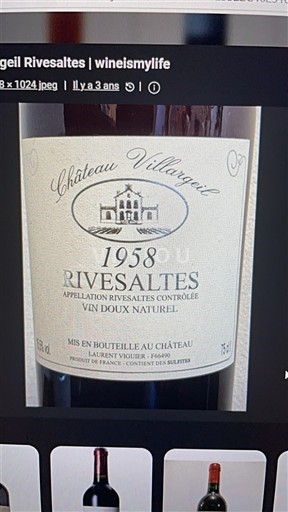 geil Rivesaltes | wineismylife
8 × 1024 jpeg | Il y a 3 ans
Château Villargeil
1958
RIVESALTES
APPELLATION RIVESALTES CONTRÔLÉE
VIN DOUX NATUREL
MIS EN BOUTEILLE AU CHÂTEAU
LAURENT VIGUIER - F66490
PRODUIT DE FRANCE - CONTIENT DES SULFITES
% vol.
75 cl